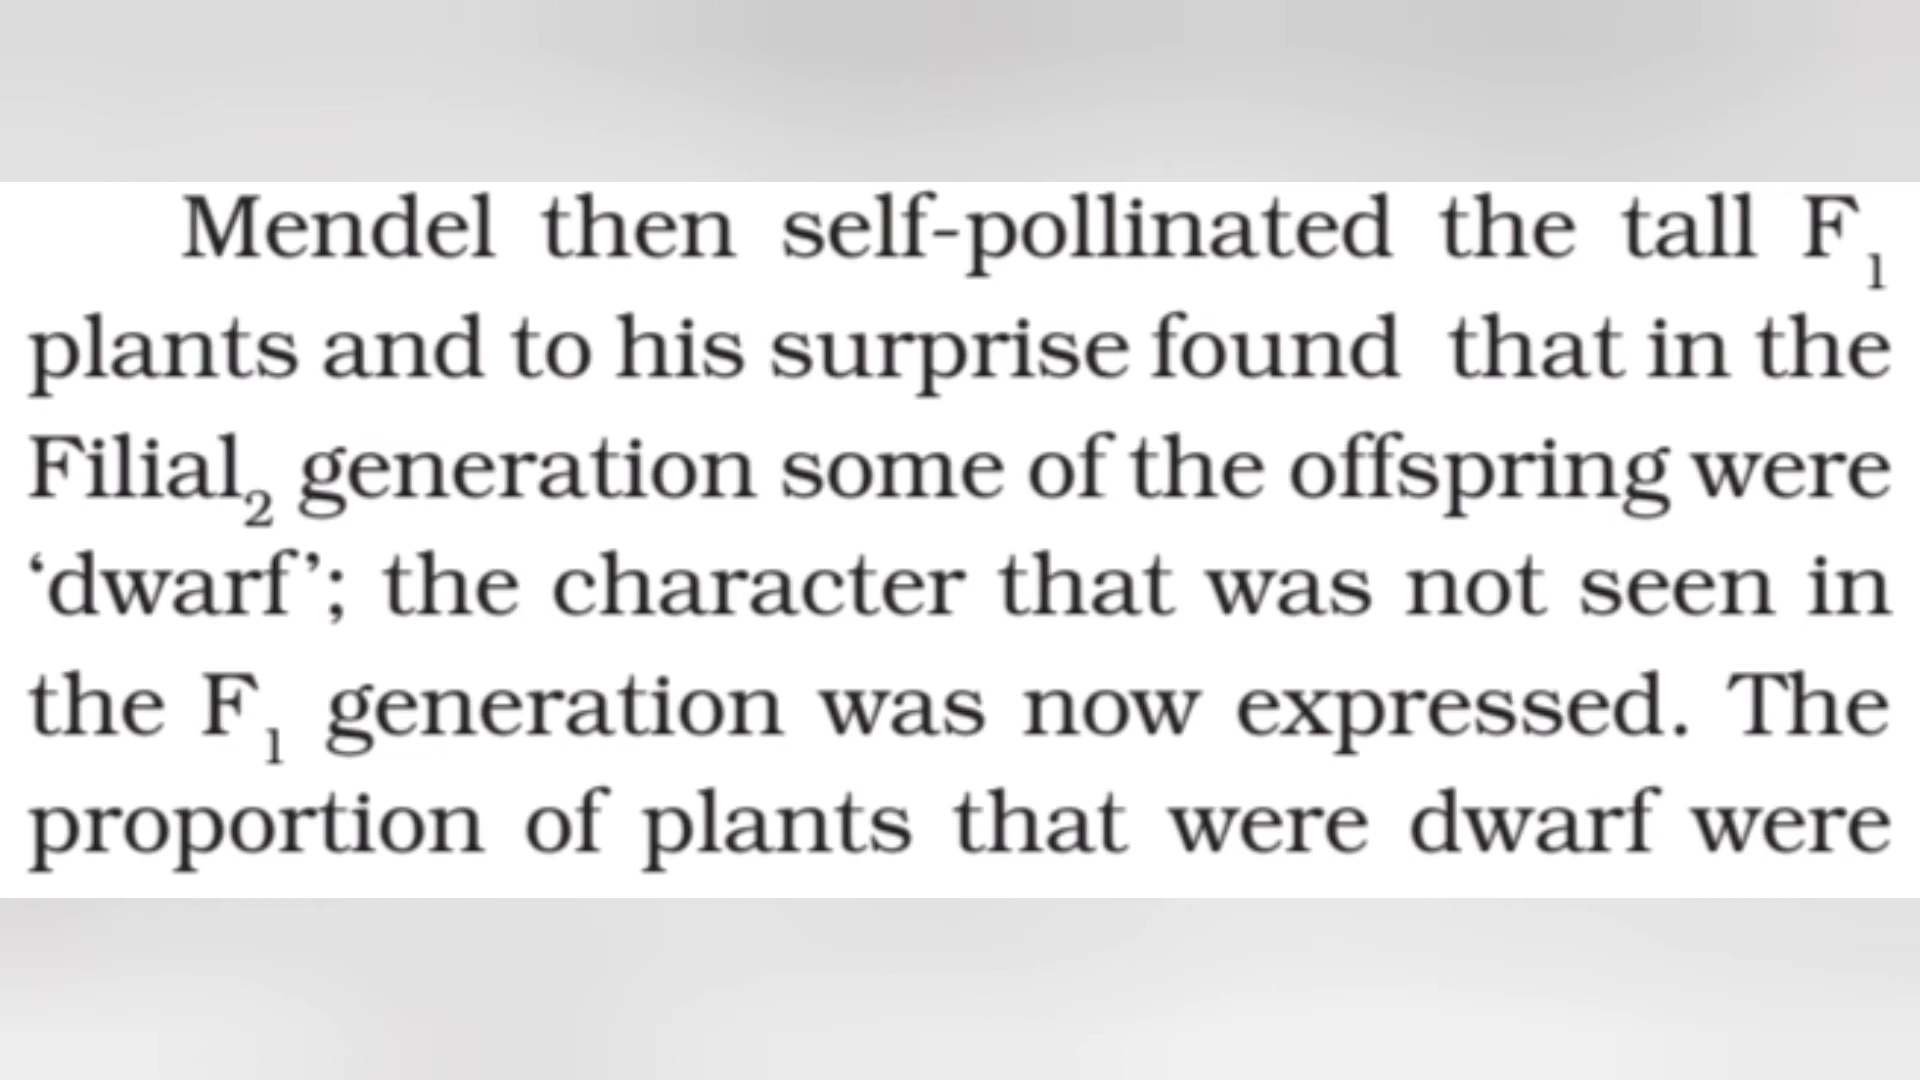 Mendel then self-pollinated the tall F₁
plants and to his surprise found that in the
Filial₂ generation some of the offspring were
‘dwarf’; the character that was not seen in
the F₁ generation was now expressed. The
proportion of plants that were dwarf were